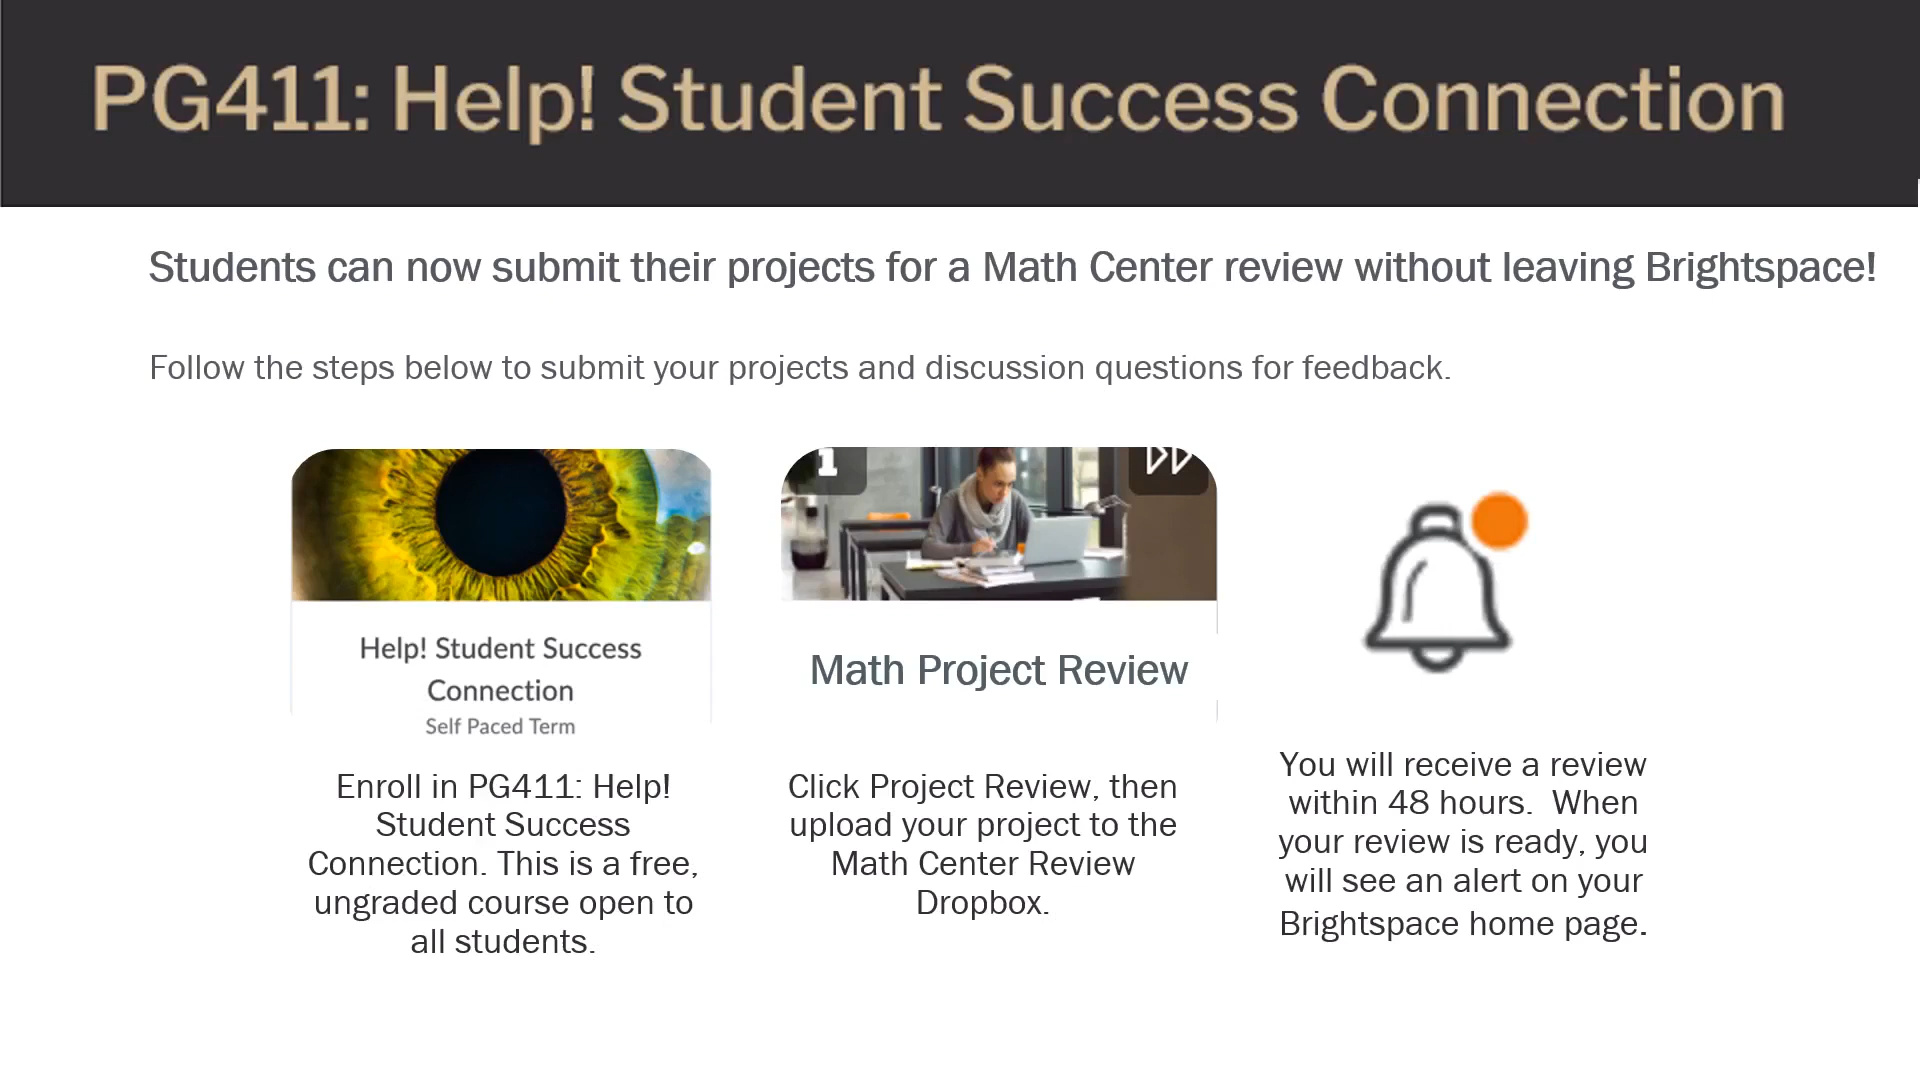 PG411: Help! Student Success Connection
Students can now submit their projects for a Math Center review without leaving Brightspace!
Follow the steps below to submit your projects and discussion questions for feedback.
Help! Student Success
Connection
Self Paced Term
Enroll in PG411: Help!
Student Success
Connection. This is a free,
ungraded course open to
all students.
1
Math Project Review
Click Project Review, then
upload your project to the
Math Center Review
Dropbox.
You will receive a review
within 48 hours.  When
your review is ready, you
will see an alert on your
Brightspace home page.